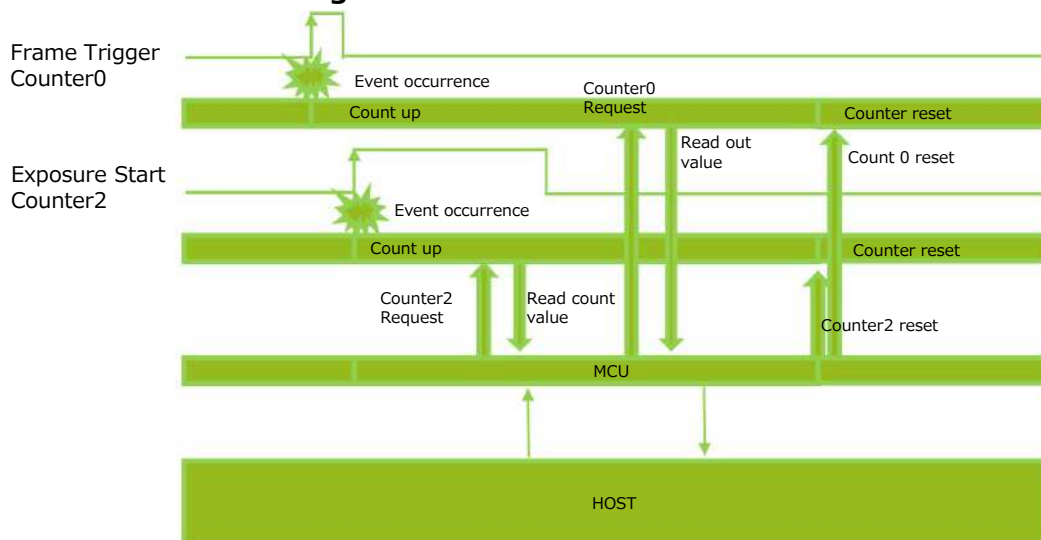 Frame Trigger
Counter0
Event occurrence
Counter0
Request
Count up
Counter reset
Read out
value
Count 0 reset
Exposure Start
Counter2
Event occurrence
Count up
Counter reset
Counter2
Request
Read count
value
Counter2 reset
MCU
HOST